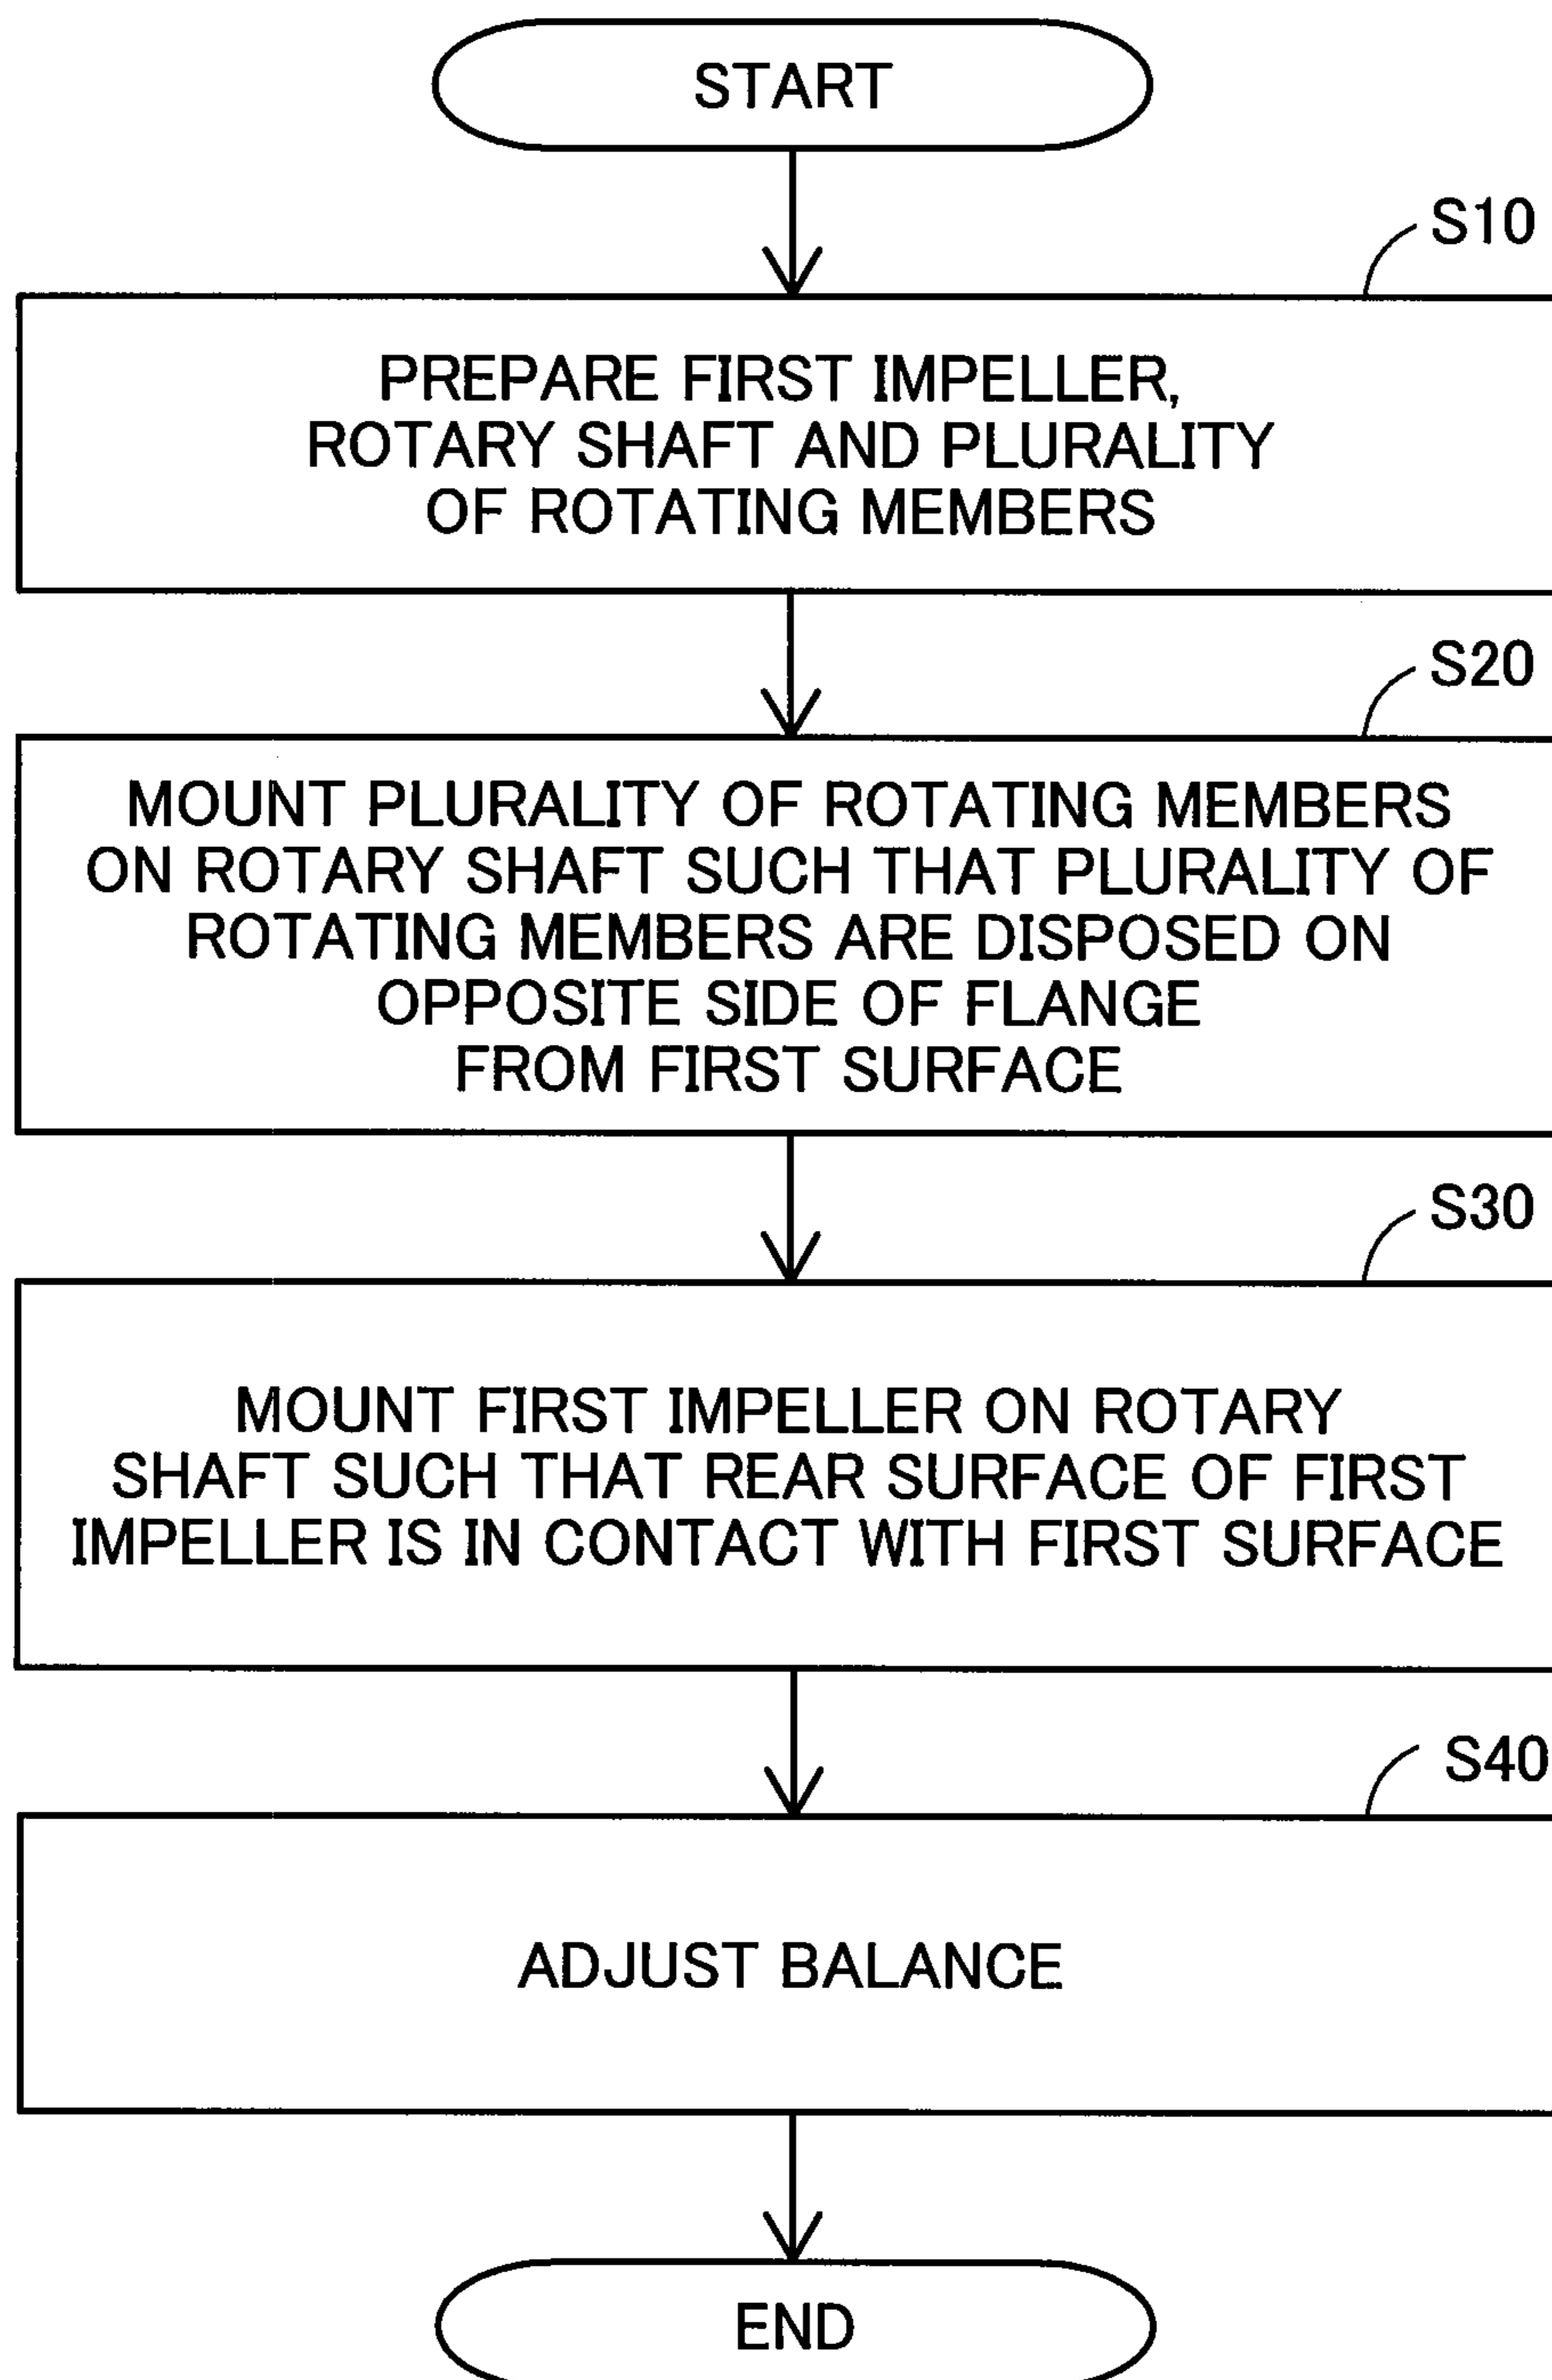 START
S10
PREPARE FIRST IMPELLER,
ROTARY SHAFT AND PLURALITY
OF ROTATING MEMBERS
S20
MOUNT PLURALITY OF ROTATING MEMBERS
ON ROTARY SHAFT SUCH THAT PLURALITY OF
ROTATING MEMBERS ARE DISPOSED ON
OPPOSITE SIDE OF FLANGE
FROM FIRST SURFACE
S30
MOUNT FIRST IMPELLER ON ROTARY
SHAFT SUCH THAT REAR SURFACE OF FIRST
IMPELLER IS IN CONTACT WITH FIRST SURFACE
S40
ADJUST BALANCE
END